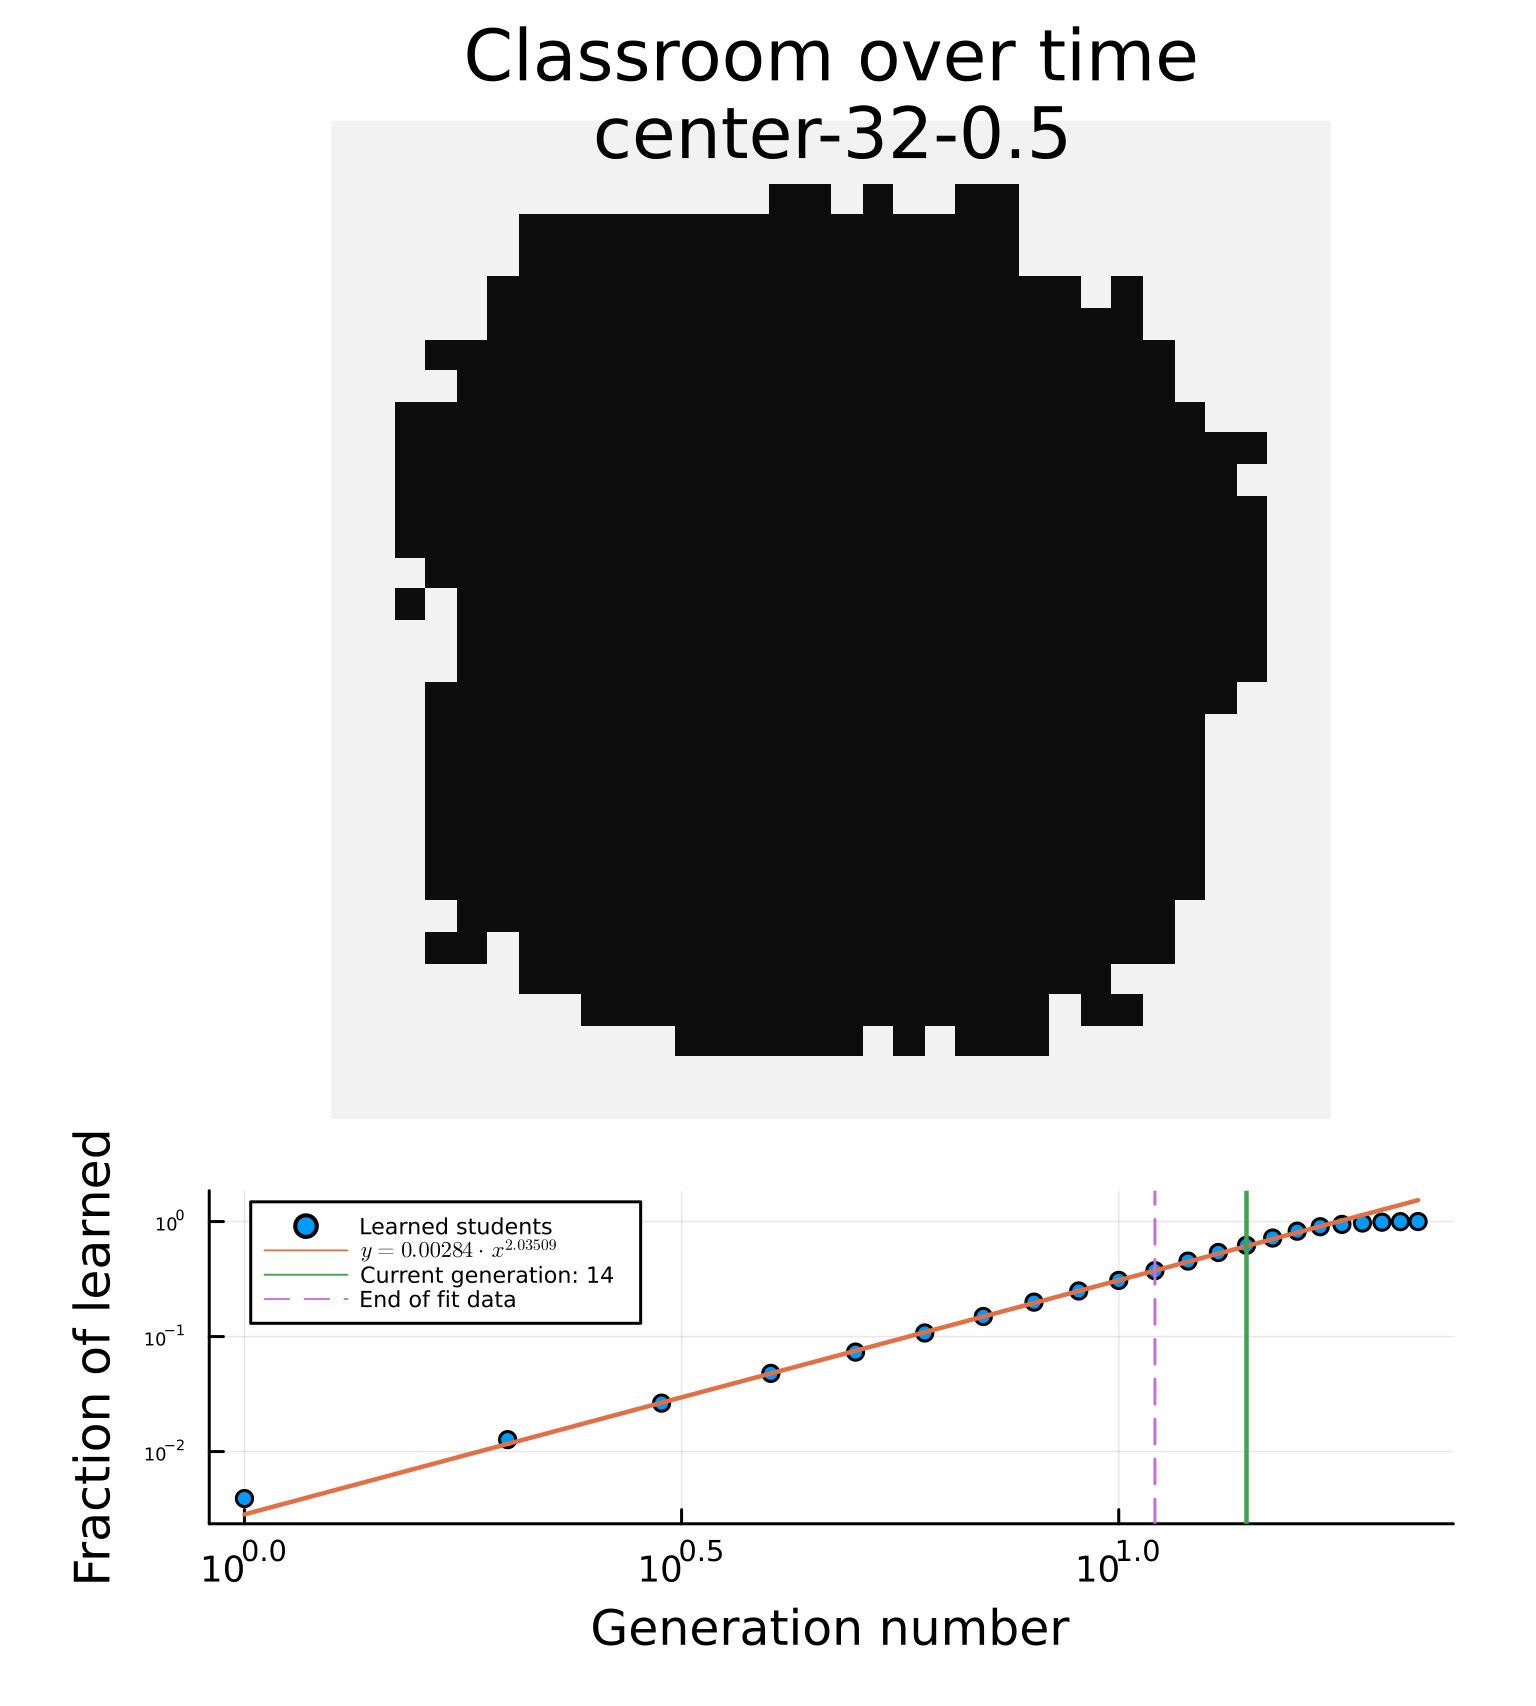 Classroom over time
center-32-0.5
Fraction of learned
10^0
10^-1
10^-2
Learned students
y = 0.00284 · x^2.03509
Current generation: 14
End of fit data
10^0.0
10^0.5
10^1.0
Generation number